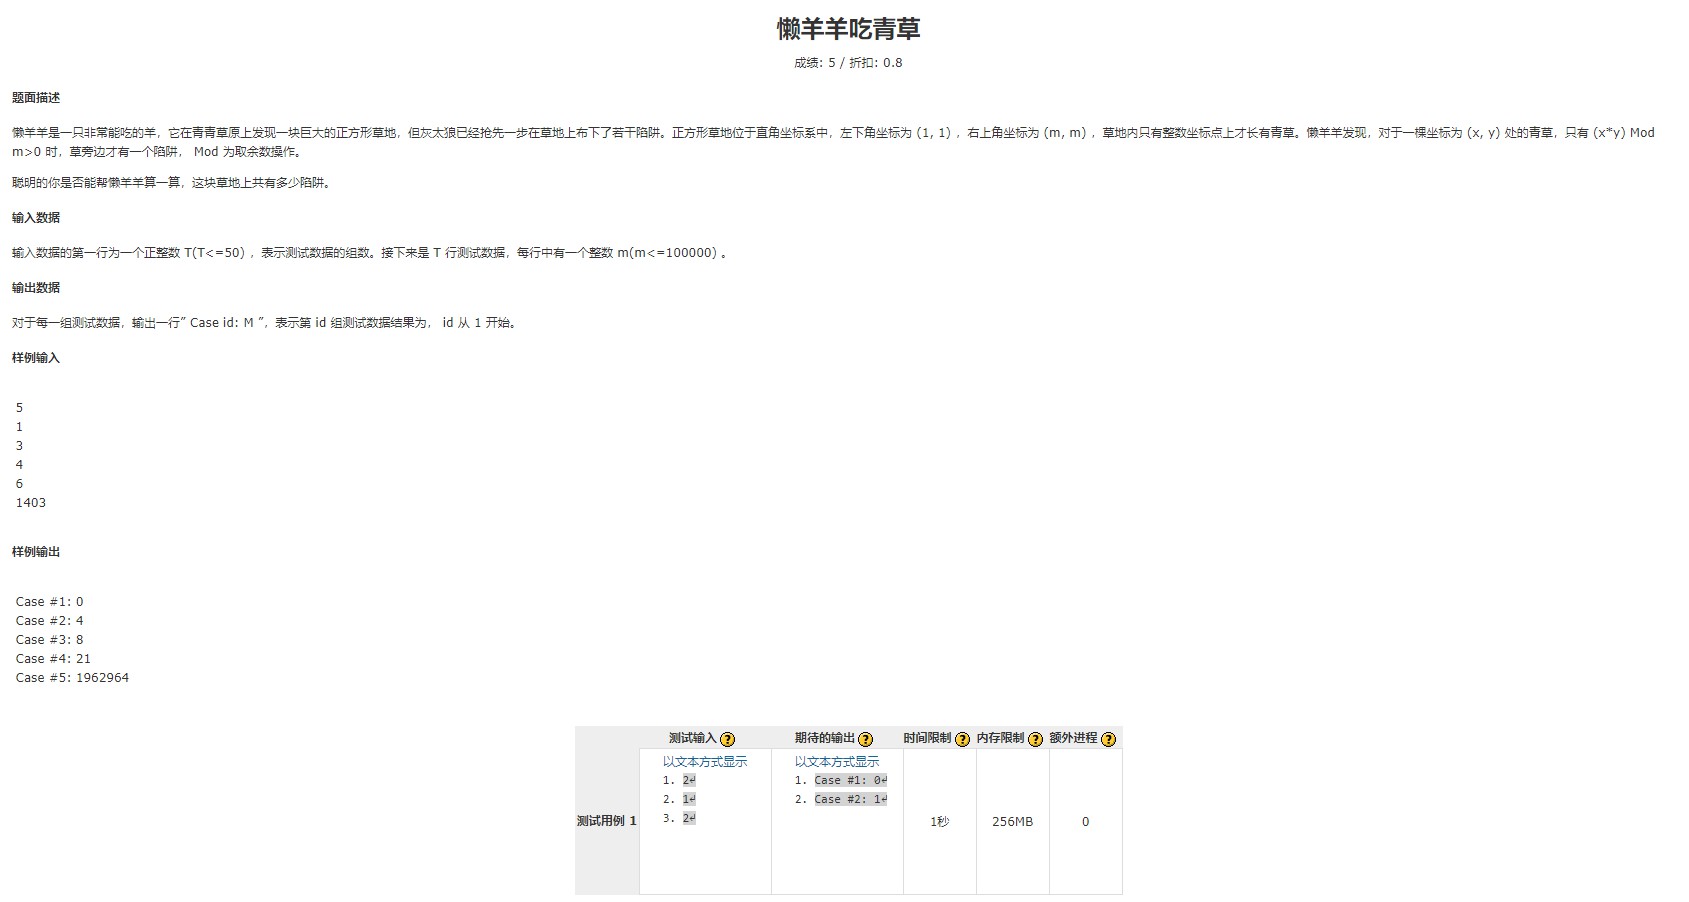 懒羊羊吃青草
成绩: 5 / 折扣: 0.8
题面描述
懒羊羊是一只非常能吃的羊，它在青青草原上发现一块巨大的正方形草地，但灰太狼已经抢先一步在草地上布下了若干陷阱。正方形草地位于直角坐标系中，左下角坐标为 (1, 1) ，右上角坐标为 (m, m) ，草地内只有整数坐标点上才长有青草。懒羊羊发现，对于一棵坐标为 (x, y) 处的青草，只有 (x*y) Mod
m>0 时，草旁边才有一个陷阱， Mod 为取余数操作。
聪明的你是否能帮懒羊羊算一算，这块草地上共有多少陷阱。
输入数据
输入数据的第一行为一个正整数 T(T<=50) ，表示测试数据的组数。接下来是 T 行测试数据，每行中有一个整数 m(m<=100000) 。
输出数据
对于每一组测试数据，输出一行” Case id: M ”，表示第 id 组测试数据结果为， id 从 1 开始。
样例输入
5
1
3
4
6
1403
样例输出
Case #1: 0
Case #2: 4
Case #3: 8
Case #4: 21
Case #5: 1962964
测试输入 ? 期待的输出 ? 时间限制 ? 内存限制 ? 额外进程 ?
以文本方式显示 以文本方式显示
1. 2↵ 1. Case #1: 0↵
2. 1↵ 2. Case #2: 1↵
3. 2↵
测试用例 1 1秒 256MB 0